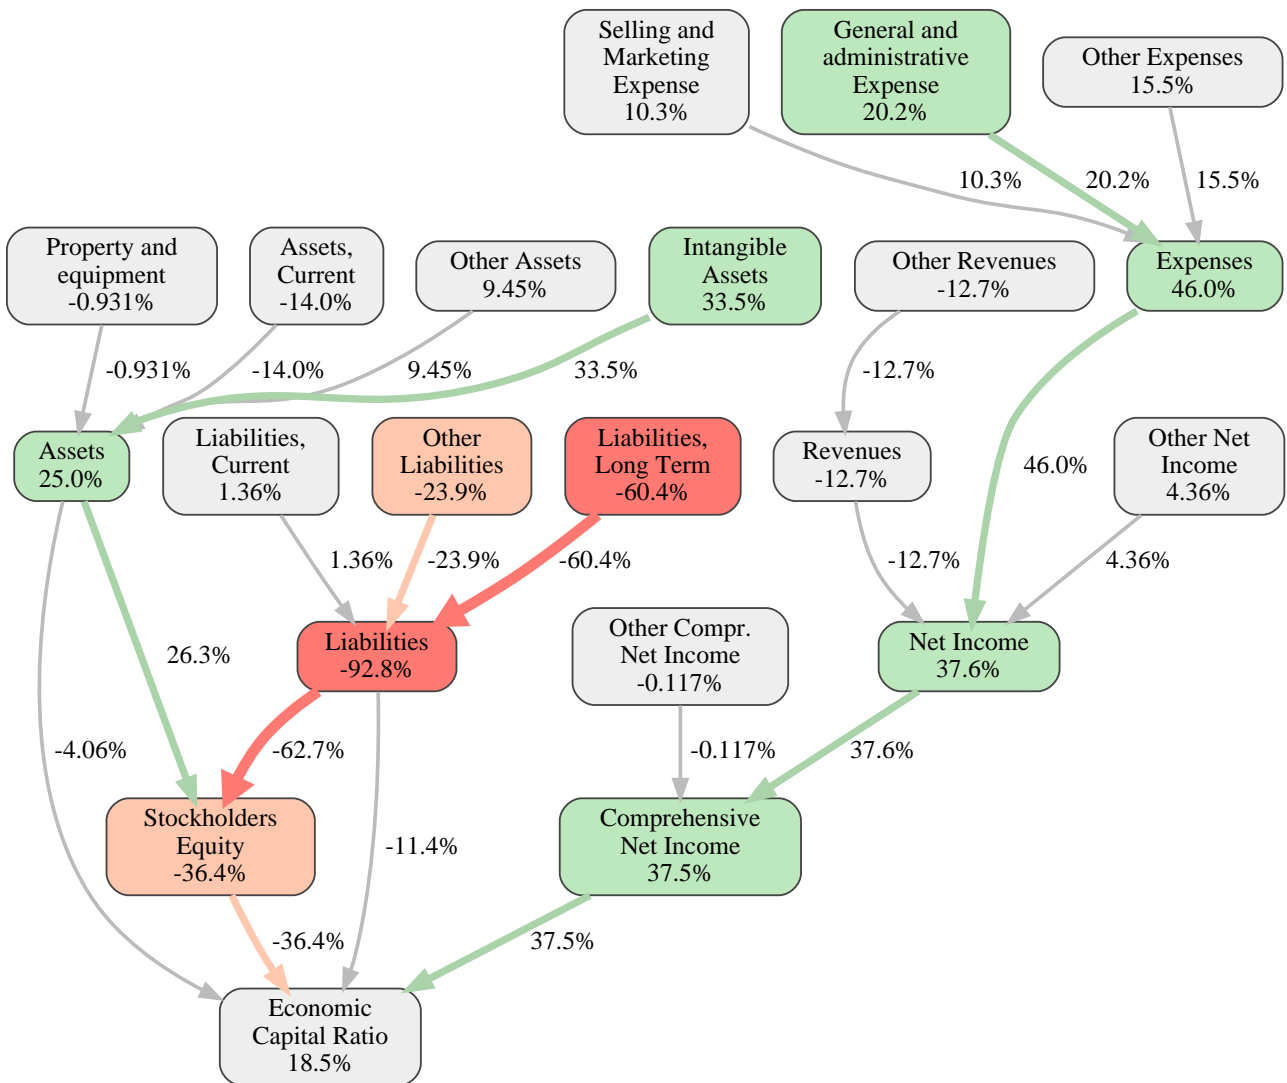 Selling and
Marketing
Expense
10.3%
General and
administrative
Expense
20.2%
Other Expenses
15.5%
10.3%
20.2%
15.5%
Property and
equipment
-0.931%
Assets,
Current
-14.0%
Other Assets
9.45%
Intangible
Assets
33.5%
Other Revenues
-12.7%
Expenses
46.0%
-0.931%
-14.0%
9.45%
33.5%
-12.7%
Assets
25.0%
Liabilities,
Current
1.36%
Other
Liabilities
-23.9%
Liabilities,
Long Term
-60.4%
Revenues
-12.7%
46.0%
Other Net
Income
4.36%
1.36%
-23.9%
-60.4%
-12.7%
4.36%
26.3%
Liabilities
-92.8%
Other Compr.
Net Income
-0.117%
Net Income
37.6%
-4.06%
-62.7%
-0.117%
37.6%
Stockholders
Equity
-36.4%
-11.4%
Comprehensive
Net Income
37.5%
-36.4%
37.5%
Economic
Capital Ratio
18.5%